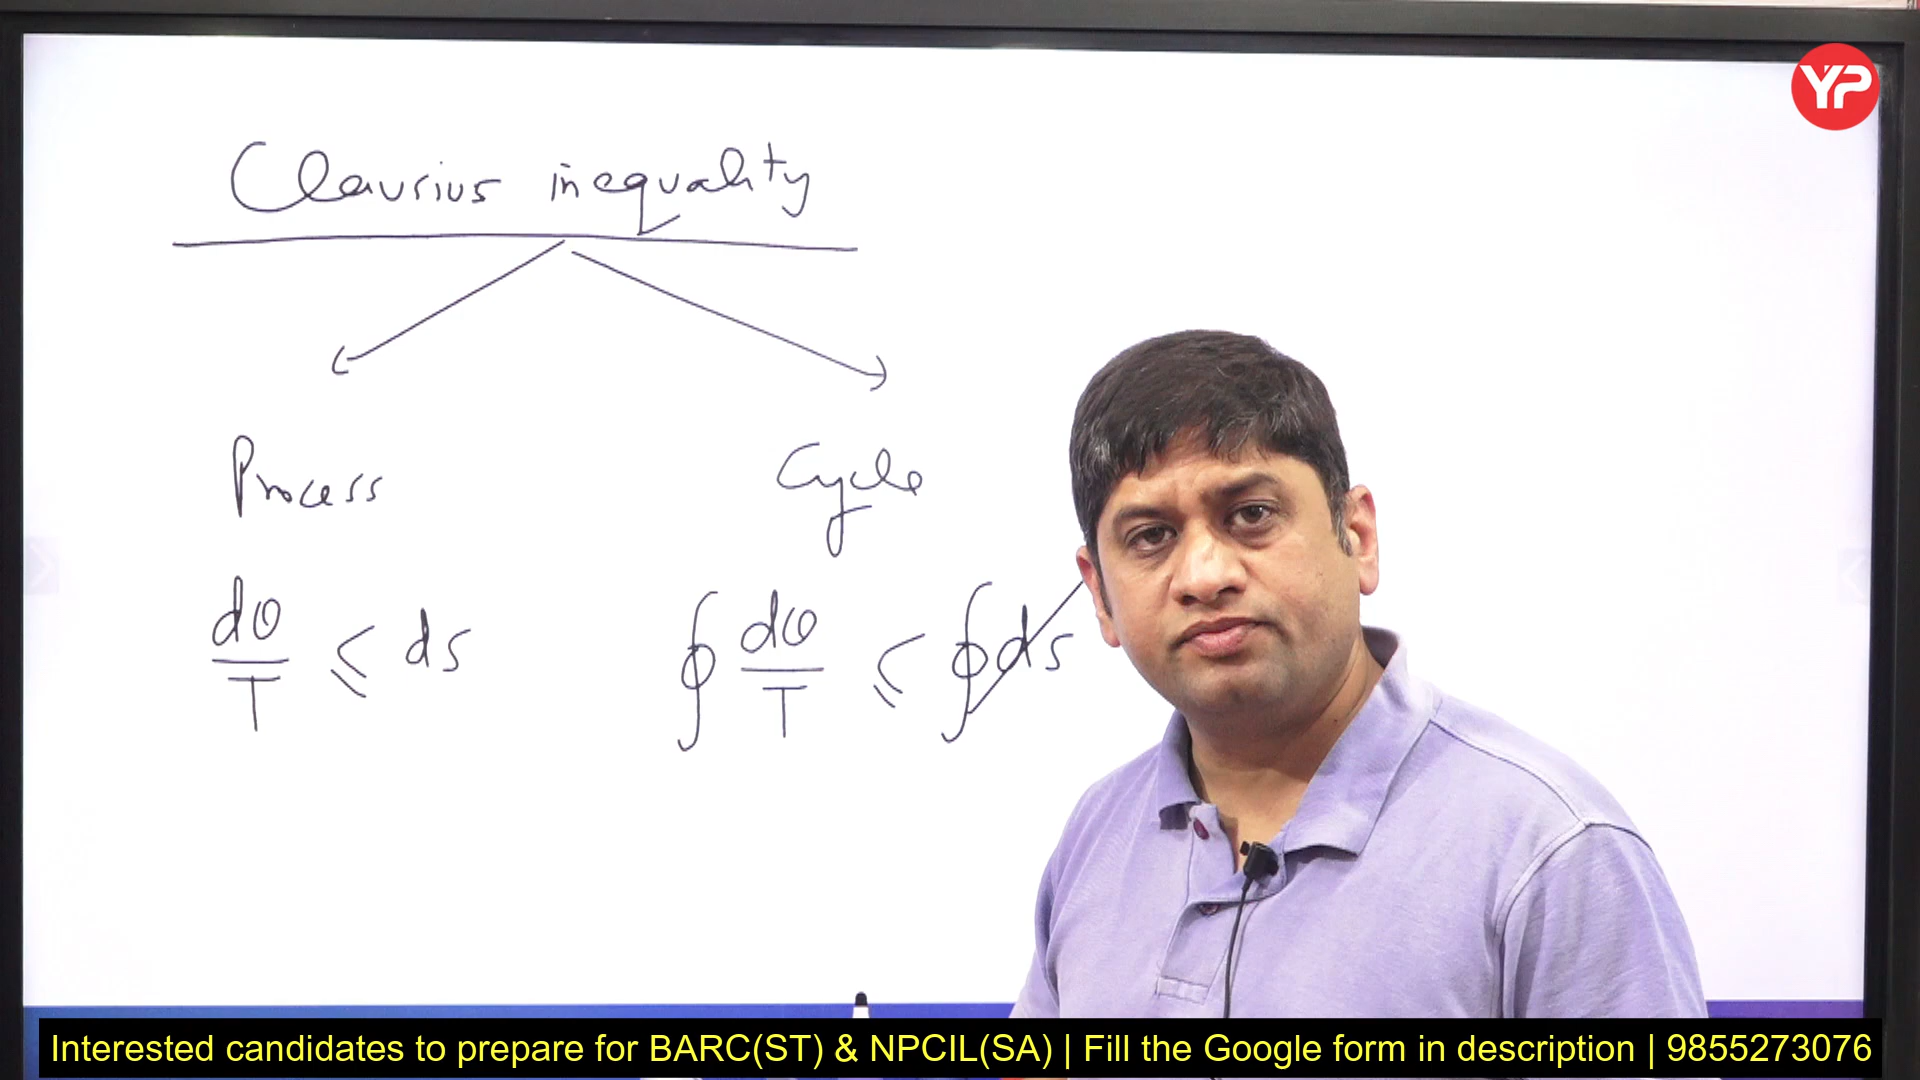 YP
Clausius inequality
Process
Cycle
dQ/T ≤ ds
∮ dQ/T ≤ ∮ ds
Interested candidates to prepare for BARC(ST) & NPCIL(SA) | Fill the Google form in description | 9855273076